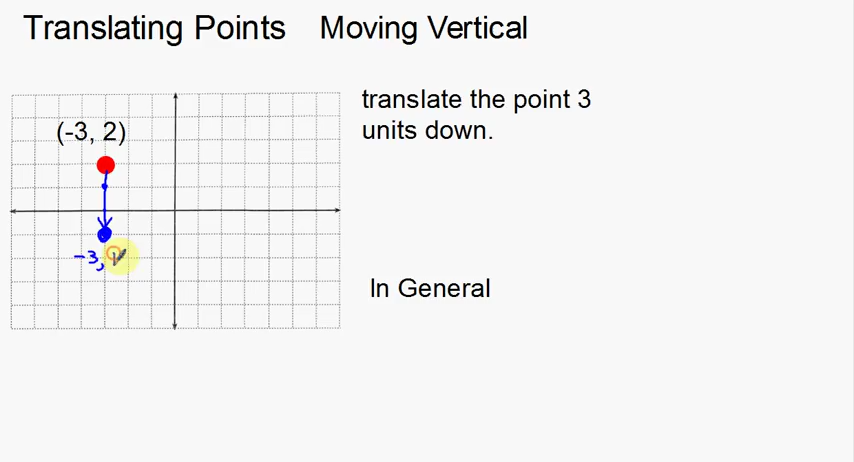 Translating Points Moving Vertical
translate the point 3
units down.
(-3, 2)
-3,
In General